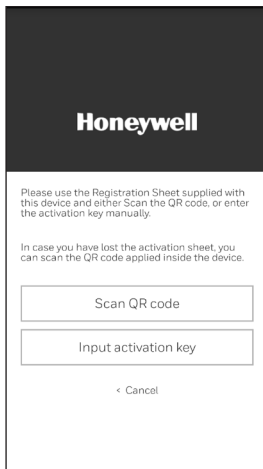 Honeywell
Please use the Registration Sheet supplied with
this device and either Scan the QR code, or enter
the activation key manually.
In case you have lost the activation sheet, you
can scan the QR code applied inside the device.
Scan QR code
Input activation key
< Cancel